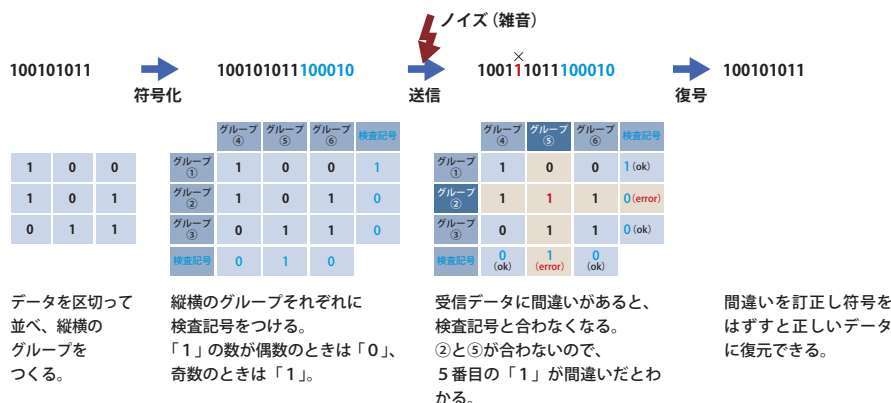 ノイズ（雑音）
100101011
符号化
100101011100010
送信
×
100111011100010
復号
100101011
1 0 0
1 0 1
0 1 1
グループ④ グループ⑤ グループ⑥ 検査記号
グループ① 1 0 0 1
グループ② 1 0 1 0
グループ③ 0 1 1 0
検査記号 0 1 0
グループ④ グループ⑤ グループ⑥ 検査記号
グループ① 1 0 0 1(ok)
グループ② 1 1 1 0(error)
グループ③ 0 1 1 0(ok)
検査記号 0(ok) 1(error) 0(ok)
データを区切って
並べ、縦横の
グループを
つくる。
縦横のグループそれぞれに
検査記号をつける。
「１」の数が偶数のときは「０」、
奇数のときは「１」。
受信データに間違いがあると、
検査記号と合わなくなる。
②と⑤が合わないので、
５番目の「１」が間違いだとわ
かる。
間違いを訂正し符号を
はずすと正しいデータ
に復元できる。